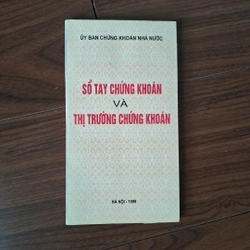 ỦY BAN CHỨNG KHOÁN NHÀ NƯỚC
SỔ TAY CHỨNG KHOÁN
VÀ
THỊ TRƯỜNG CHỨNG KHOÁN
HÀ NỘI - 1999